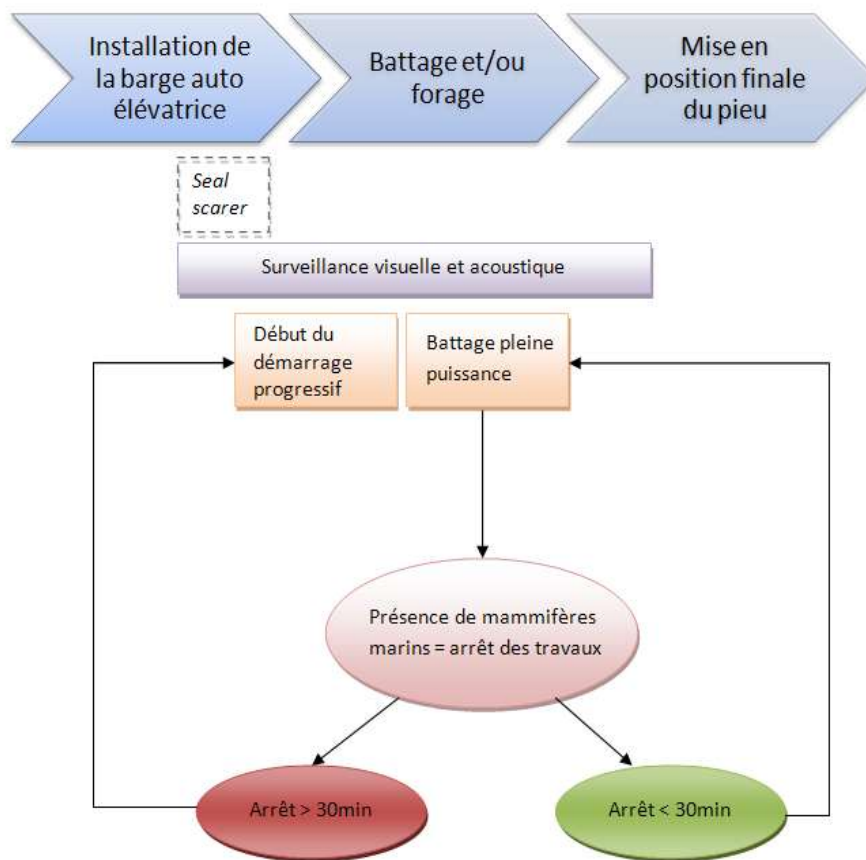 Installation de
la barge auto
élévatrice
Battage et/ou
forage
Mise en
position finale
du pieu
Seal
scarer
Surveillance visuelle et acoustique
Début du
démarrage
progressif
Battage pleine
puissance
Présence de mammifères
marins = arrêt des travaux
Arrêt > 30min
Arrêt < 30min